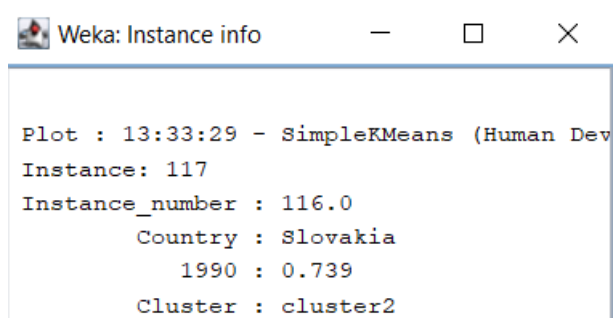 Weka: Instance info
Plot : 13:33:29 - SimpleKMeans (Human Dev
Instance: 117
Instance_number : 116.0
Country : Slovakia
1990 : 0.739
Cluster : cluster2